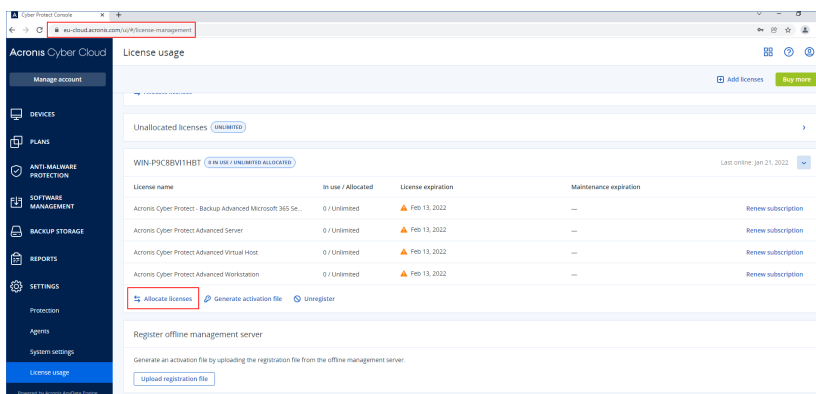 Cyber Protect Console
eu-cloud.acronis.com/ui/#/license-management
Acronis Cyber Cloud
License usage
Manage account
Add licenses
Buy more
DEVICES
Unallocated licenses UNLIMITED
PLANS
ANTI-MALWARE
PROTECTION
WIN-P9C8BVI1HBT 0 IN USE / UNLIMITED ALLOCATED
Last online: Jan 21, 2022
License name In use / Allocated License expiration Maintenance expiration
SOFTWARE
MANAGEMENT
Acronis Cyber Protect - Backup Advanced Microsoft 365 Se... 0 / Unlimited Feb 13, 2022 — Renew subscription
BACKUP STORAGE
Acronis Cyber Protect Advanced Server 0 / Unlimited Feb 13, 2022 — Renew subscription
REPORTS
Acronis Cyber Protect Advanced Virtual Host 0 / Unlimited Feb 13, 2022 — Renew subscription
Acronis Cyber Protect Advanced Workstation 0 / Unlimited Feb 13, 2022 — Renew subscription
SETTINGS
Allocate licenses Generate activation file Unregister
Protection
Agents
Register offline management server
System settings
Generate an activation file by uploading the registration file from the offline management server.
License usage
Upload registration file